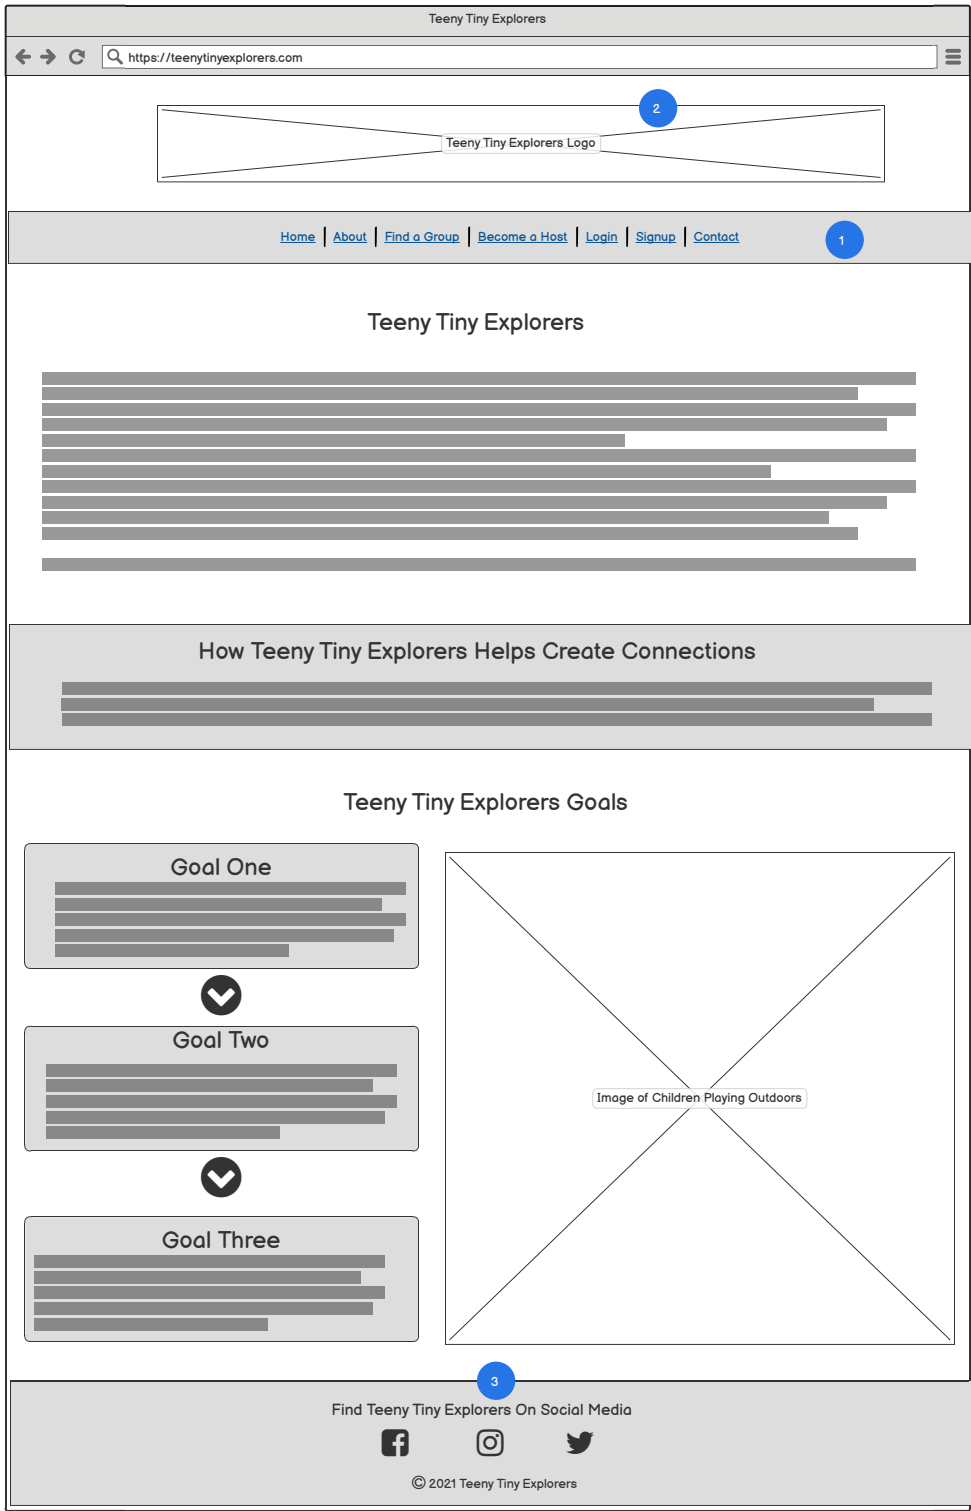 Teeny Tiny Explorers
https://teenytinyexplorers.com
2
Teeny Tiny Explorers Logo
Home | About | Find a Group | Become a Host | Login | Signup | Contact
1
Teeny Tiny Explorers
How Teeny Tiny Explorers Helps Create Connections
Teeny Tiny Explorers Goals
Goal One
Goal Two
Image of Children Playing Outdoors
Goal Three
3
Find Teeny Tiny Explorers On Social Media
© 2021 Teeny Tiny Explorers